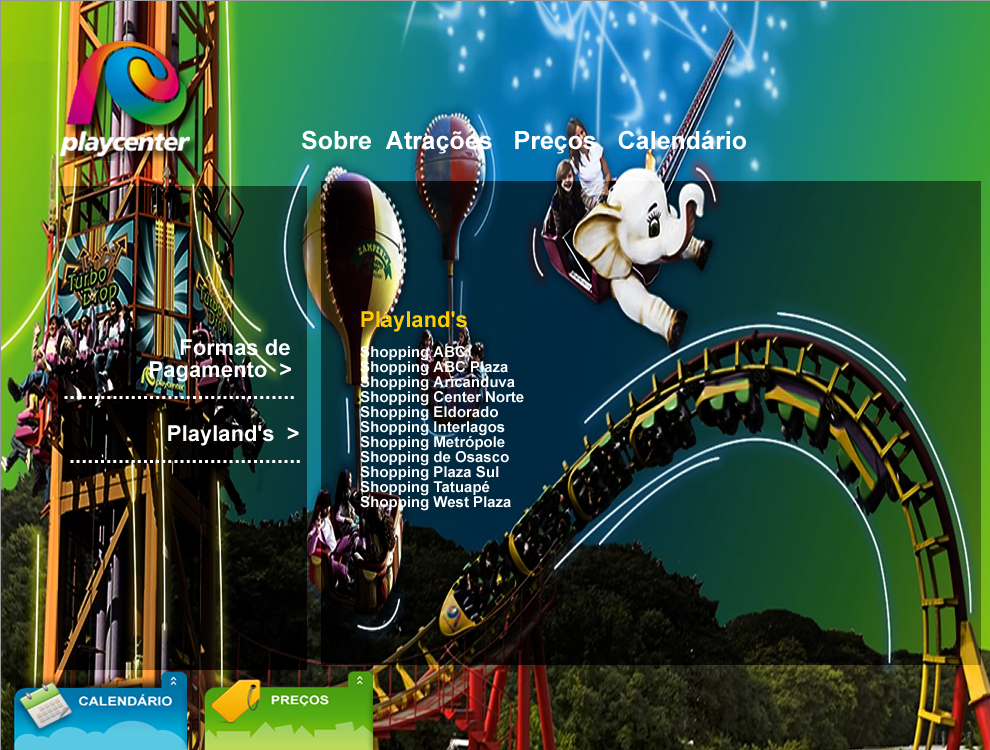 playcenter
Sobre Atrações Preços Calendário
ZAMPERLA
Turbo
Drop
Turbo
Formas de
Pagamento >
playcenter
Playland's >
Playland's
Shopping ABC
Shopping ABC Plaza
Shopping Aricanduva
Shopping Center Norte
Shopping Eldorado
Shopping Interlagos
Shopping Metrópole
Shopping de Osasco
Shopping Plaza Sul
Shopping Tatuapé
Shopping West Plaza
CALENDÁRIO
PREÇOS